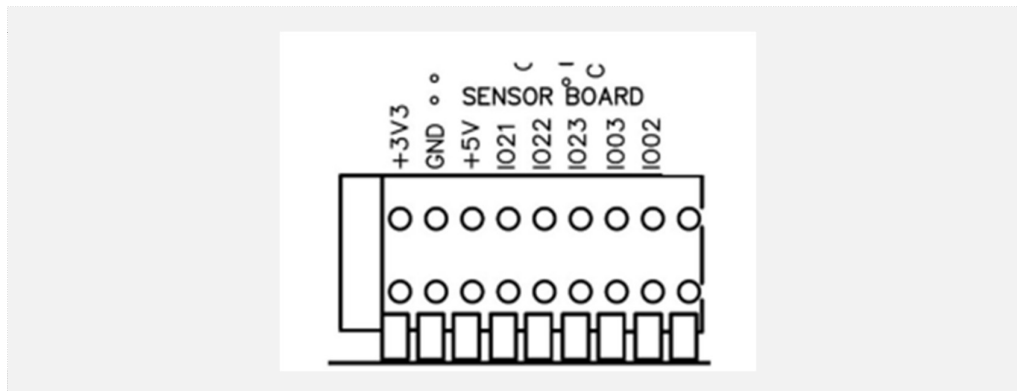 SENSOR BOARD
+3V3
GND
+5V
IO21
IO22
IO23
IO03
IO02